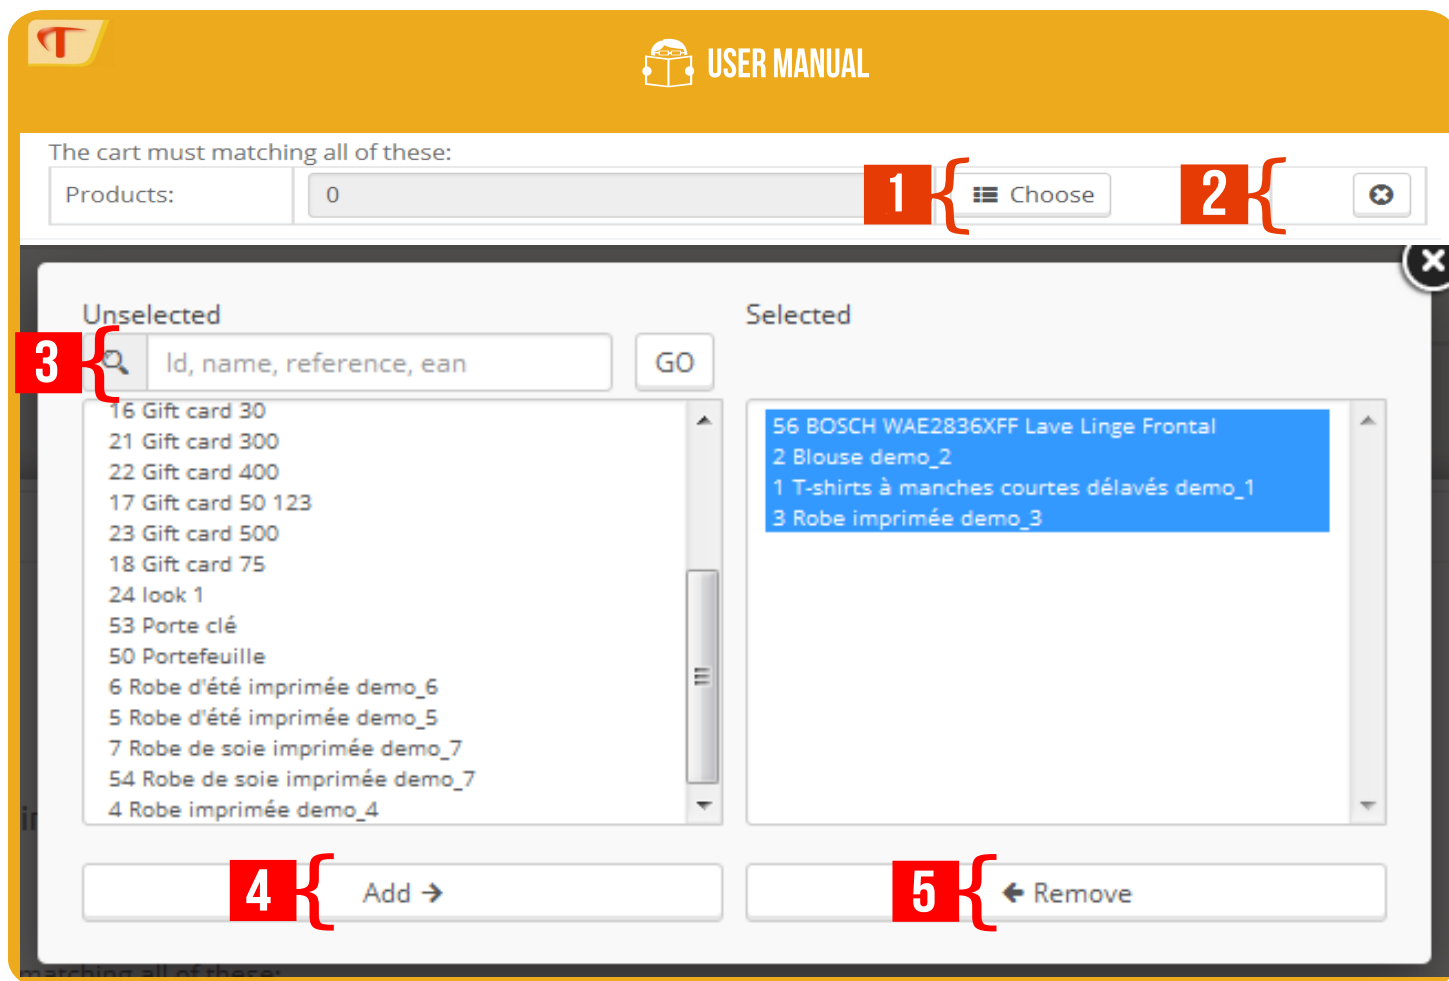 USER MANUAL
The cart must matching all of these:
Products:
0
1
Choose
2
Unselected
Selected
3
Id, name, reference, ean
GO
16 Gift card 30
21 Gift card 300
22 Gift card 400
17 Gift card 50 123
23 Gift card 500
18 Gift card 75
24 look 1
53 Porte clé
50 Portefeuille
6 Robe d'été imprimée demo_6
5 Robe d'été imprimée demo_5
7 Robe de soie imprimée demo_7
54 Robe de soie imprimée demo_7
4 Robe imprimée demo_4
56 BOSCH WAE2836XFF Lave Linge Frontal
2 Blouse demo_2
1 T-shirts à manches courtes délavés demo_1
3 Robe imprimée demo_3
4
Add
5
Remove
matching all of these: